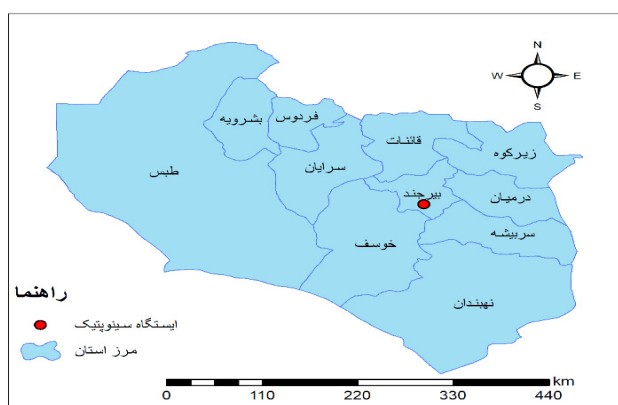 N
W E
S
فردوس
بشرویه
قائنات
زیرکوه
سرایان
طبس
بیرجند
درمیان
سربیشه
خوسف
نهبندان
راهنما
ایستگاه سینوپتیک
مرز استان
km
0 110 220 330 440